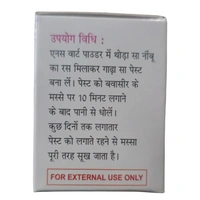 उपयोग विधि :
एनस वार्ट पाउडर में थोड़ा सा नींबू
का रस मिलाकर गाढ़ा सा पेस्ट
बना लें। पेस्ट को बवासीर के
मस्से पर 10 मिनट लगाने
के बाद पानी से धोलें।
कुछ दिनों तक लगातार
पेस्ट को लगाते रहने से मस्सा
पूरी तरह सूख जाता है।
FOR EXTERNAL USE ONLY